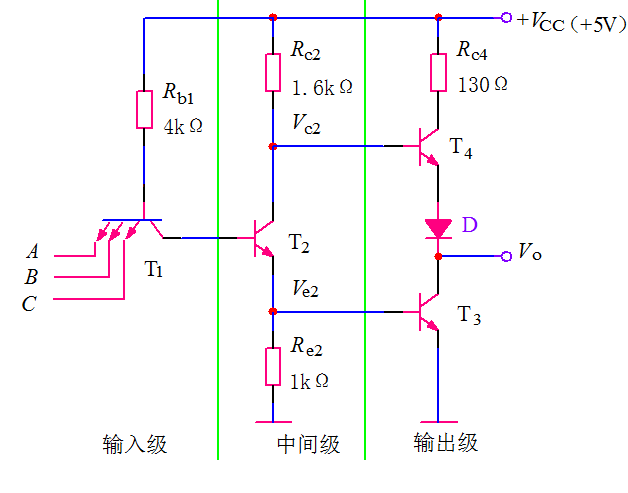 +VCC（+5V）
Rc2
Rc4
Rb1
1.6kΩ
130Ω
4kΩ
Vc2
T4
D
T2
A
Vo
B
T1
C
Ve2
T3
Re2
1kΩ
输入级
中间级
输出级